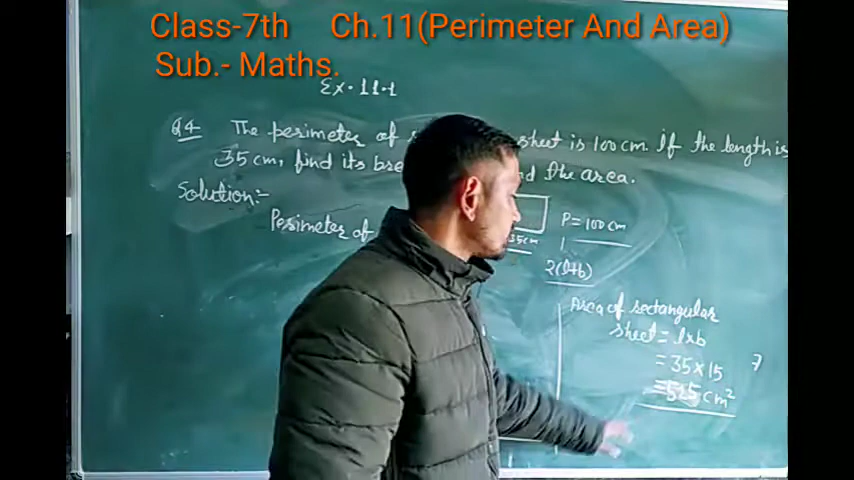 Class-7th Ch.11(Perimeter And Area)
Sub.- Maths.
Ex. 11.1
Q4 The perimeter of sheet is 100 cm. If the length is
35 cm, find its and the area.
Solution:-
Perimeter of
P = 100 cm
35cm
2(l+b)
Area of rectangular
sheet = l×b
= 35×15
= 525 cm²